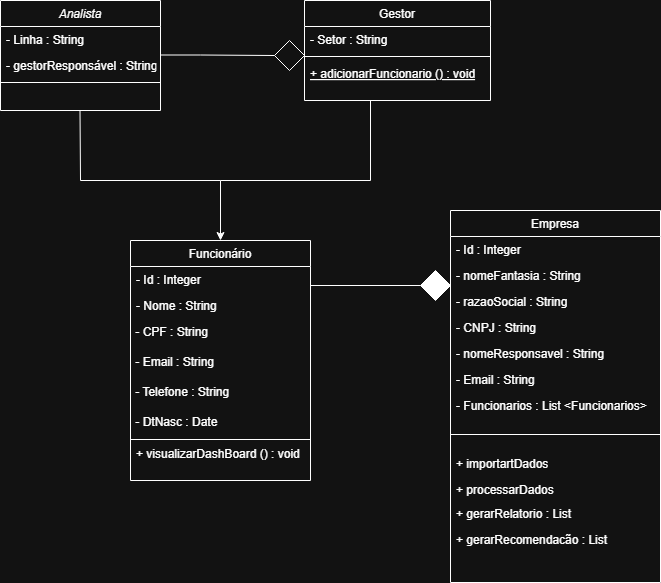 Analista
- Linha : String
- gestorResponsável : String
Gestor
- Setor : String
+ adicionarFuncionario () : void
Funcionário
- Id : Integer
- Nome : String
- CPF : String
- Email : String
- Telefone : String
- DtNasc : Date
+ visualizarDashBoard () : void
Empresa
- Id : Integer
- nomeFantasia : String
- razaoSocial : String
- CNPJ : String
- nomeResponsavel : String
- Email : String
- Funcionarios : List <Funcionarios>
+ importartDados
+ processarDados
+ gerarRelatorio : List
+ gerarRecomendacão : List